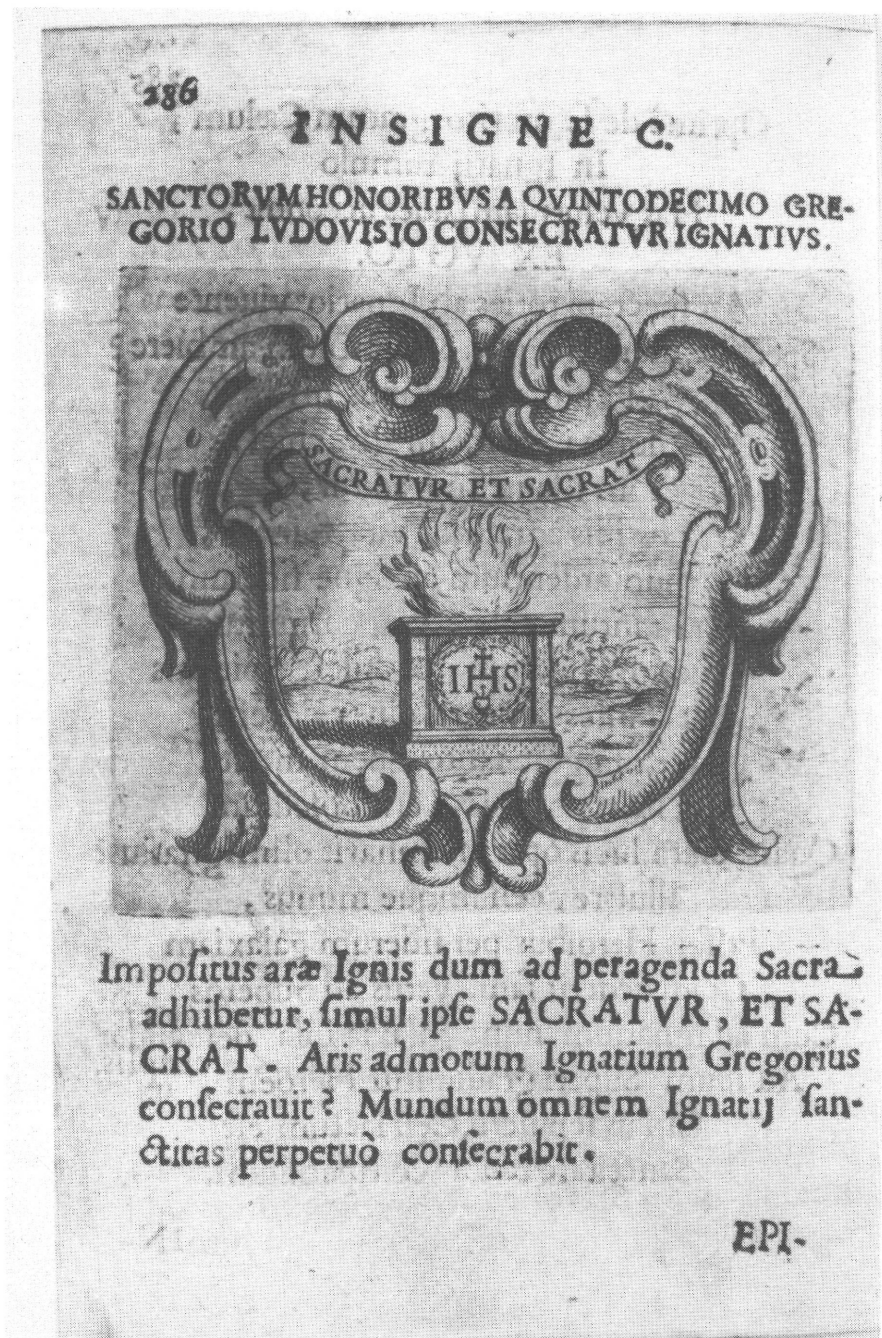 286
INSIGNE C.
SANCTORVM HONORIBVS A QVINTODECIMO GRE-
GORIO LVDOVISIO CONSECRATVR IGNATIVS.
SACRATVR ET SACRAT
IHS
Impoſitus aræ Ignis dum ad peragenda Sacra
adhibetur, ſimul ipſe SACRATVR, ET SA-
CRAT. Aris admotum Ignatium Gregorius
conſecrauit? Mundum omnem Ignatij ſan-
ctitas perpetuò conſecrabit.
EPI-